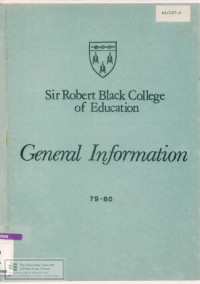 Sir Robert Black College
of Education
General Information
79-80